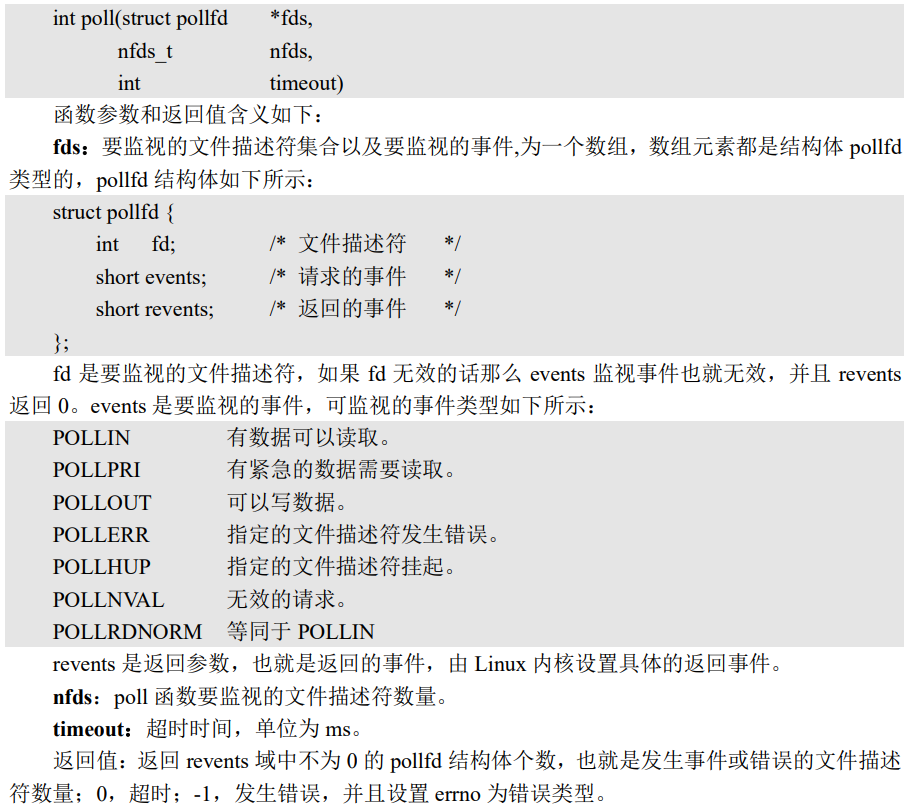 int poll(struct pollfd *fds,
nfds_t nfds,
int timeout)
函数参数和返回值含义如下：
fds：要监视的文件描述符集合以及要监视的事件,为一个数组，数组元素都是结构体 pollfd
类型的，pollfd 结构体如下所示：
struct pollfd {
int fd; /* 文件描述符 */
short events; /* 请求的事件 */
short revents; /* 返回的事件 */
};
fd 是要监视的文件描述符，如果 fd 无效的话那么 events 监视事件也就无效，并且 revents
返回 0。events 是要监视的事件，可监视的事件类型如下所示：
POLLIN 有数据可以读取。
POLLPRI 有紧急的数据需要读取。
POLLOUT 可以写数据。
POLLERR 指定的文件描述符发生错误。
POLLHUP 指定的文件描述符挂起。
POLLNVAL 无效的请求。
POLLRDNORM 等同于 POLLIN
revents 是返回参数，也就是返回的事件，由 Linux 内核设置具体的返回事件。
nfds：poll 函数要监视的文件描述符数量。
timeout：超时时间，单位为 ms。
返回值：返回 revents 域中不为 0 的 pollfd 结构体个数，也就是发生事件或错误的文件描述
符数量；0，超时；-1，发生错误，并且设置 errno 为错误类型。